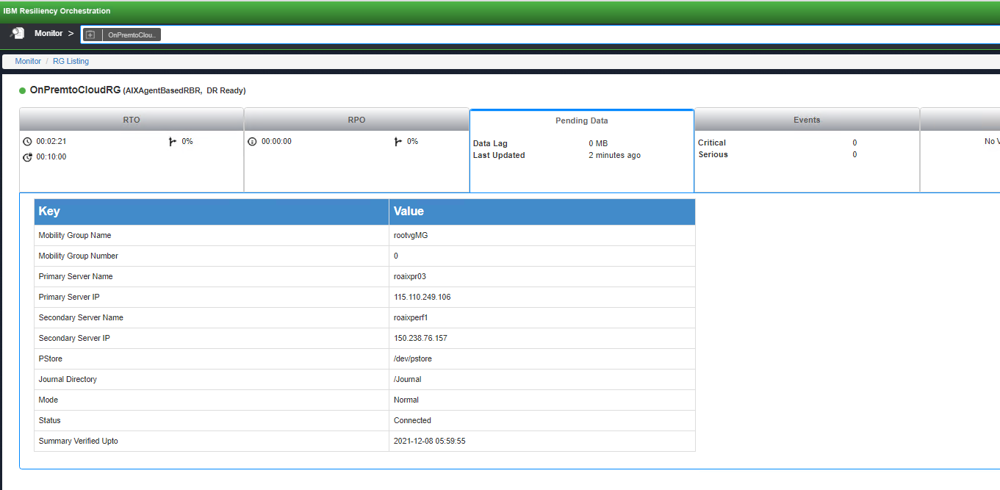 IBM Resiliency Orchestration
Monitor >
OnPremtoClou..
Monitor / RG Listing
OnPremtoCloudRG (AIXAgentBasedRBR, DR Ready)
RTO
00:02:21 0%
00:10:00
RPO
00:00:00 0%
Pending Data
Data Lag 0 MB
Last Updated 2 minutes ago
Events
Critical 0
Serious 0
No V
Key Value
Mobility Group Name rootvgMG
Mobility Group Number 0
Primary Server Name roaixpr03
Primary Server IP 115.110.249.106
Secondary Server Name roaixperf1
Secondary Server IP 150.238.76.157
PStore /dev/pstore
Journal Directory /Journal
Mode Normal
Status Connected
Summary Verified Upto 2021-12-08 05:59:55